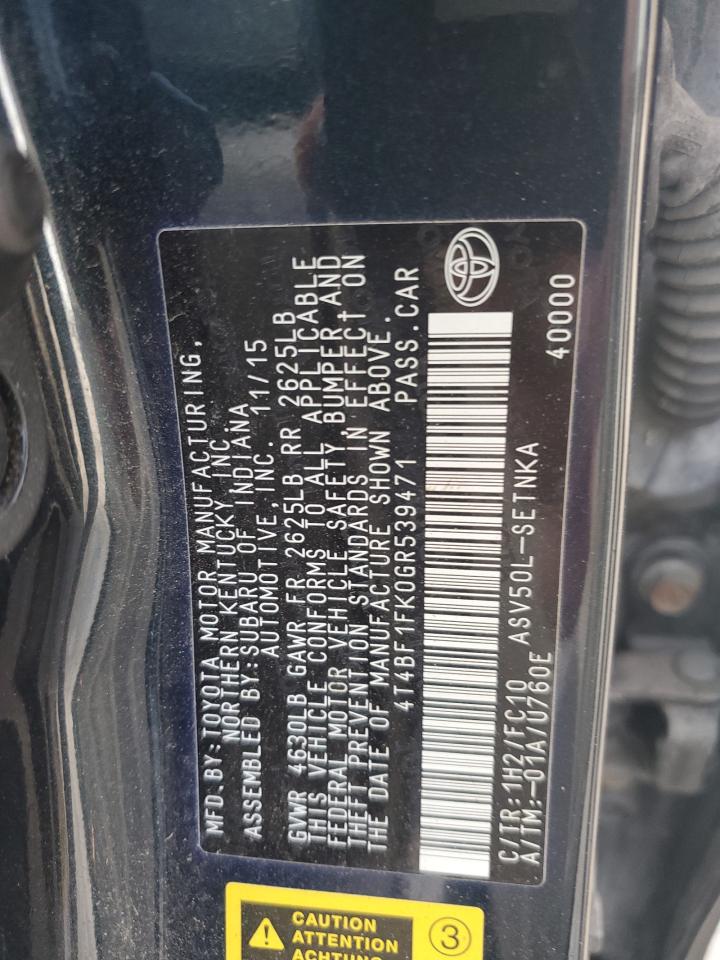 MFD.BY:TOYOTA MOTOR MANUFACTURING,
NORTHERN KENTUCKY INC.
ASSEMBLED BY:SUBARU OF INDIANA
AUTOMOTIVE,INC. 11/15
GVWR 4630LB GAWR FR 2625LB RR 2625LB
THIS VEHICLE CONFORMS TO ALL APPLICABLE
FEDERAL MOTOR VEHICLE SAFETY, BUMPER AND
THEFT PREVENTION STANDARDS IN EFFECT ON
THE DATE OF MANUFACTURE SHOWN ABOVE.
4T4BF1FK0GR539471 PASS.CAR
C/TR:1H2/FC10 ASV50L-SETNKA
A/TM:-01A/U760E 40000
CAUTION
ATTENTION
ACHTUNG
3